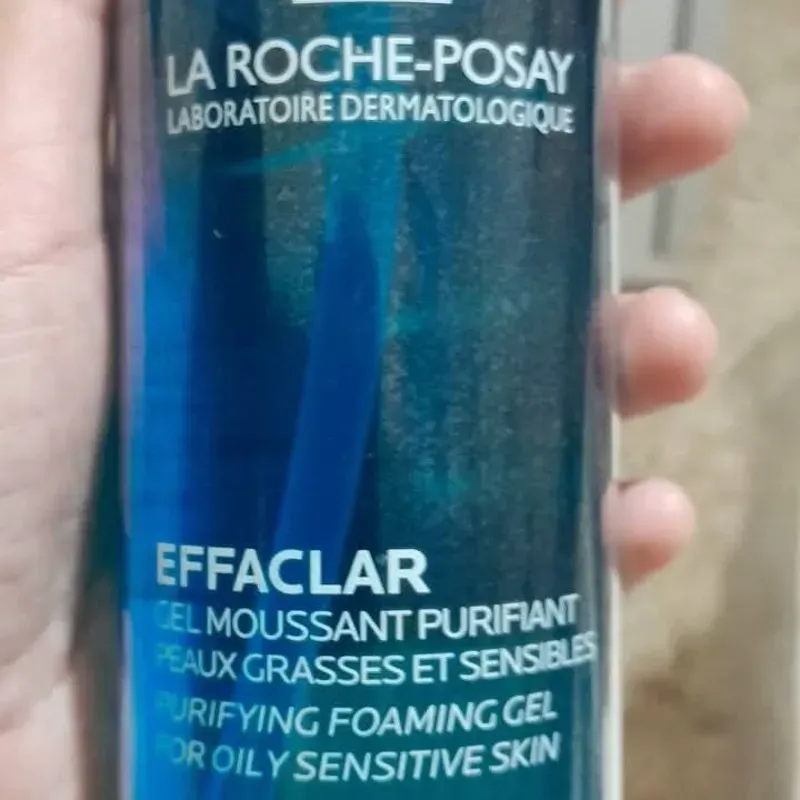 LA ROCHE-POSAY
LABORATOIRE DERMATOLOGIQUE
EFFACLAR
GEL MOUSSANT PURIFIANT
PEAUX GRASSES ET SENSIBLES
PURIFYING FOAMING GEL
FOR OILY SENSITIVE SKIN